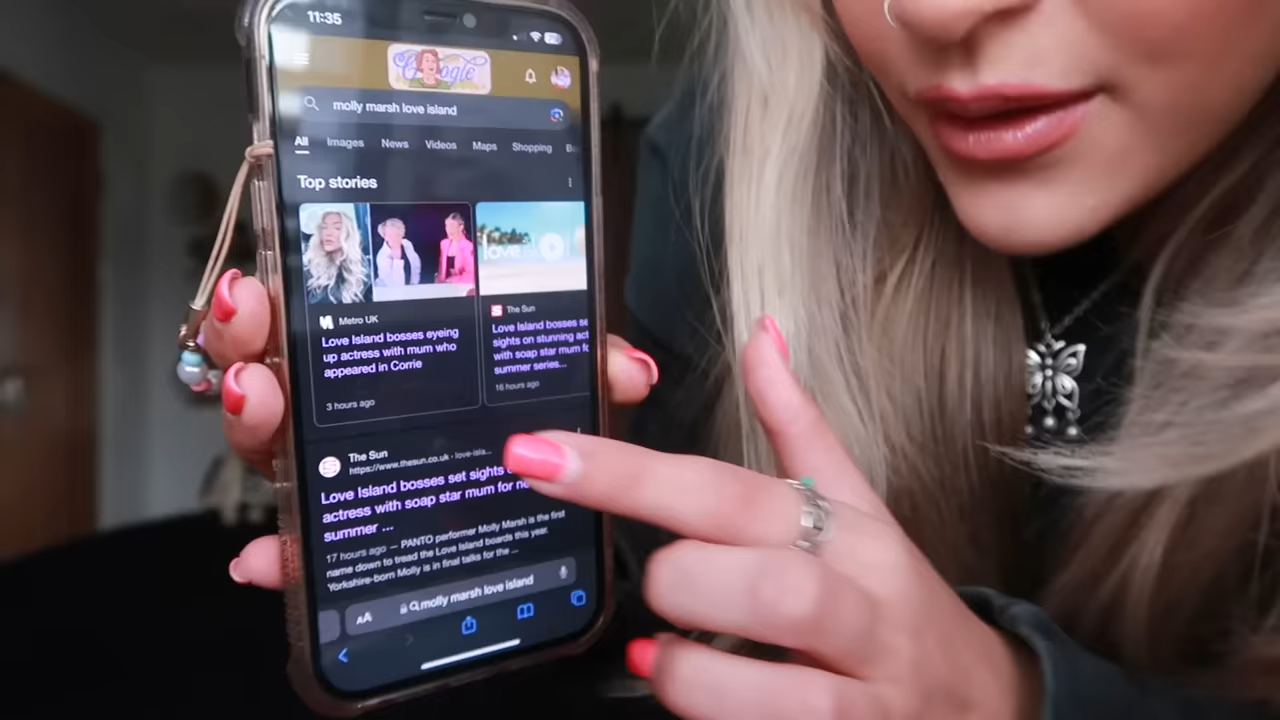 11:35
Google
molly marsh love island
All Images News Videos Maps Shopping
Top stories
love
Metro UK
Love Island bosses eyeing
up actress with mum who
appeared in Corrie
3 hours ago
The Sun
Love Island bosses se
sights on stunning act
with soap star mum fo
summer series...
16 hours ago
The Sun
https://www.thesun.co.uk › love-isla...
Love Island bosses set sights
actress with soap star mum for
summer ...
17 hours ago — PANTO performer Molly Marsh is the first
name down to tread the Love Island boards this year.
Yorkshire-born Molly is in final talks for the ...
AA molly marsh love island